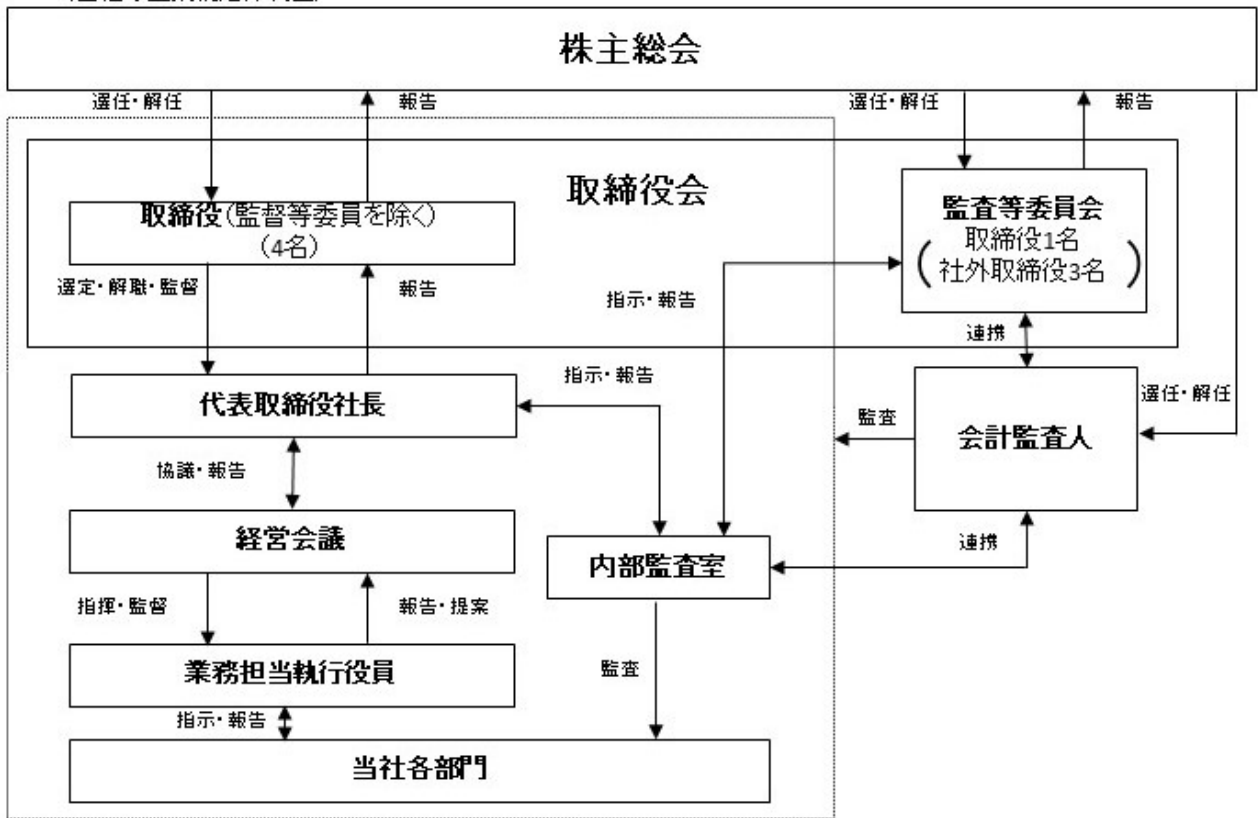 株主総会
選任・解任
報告
選任・解任
報告
取締役会
取締役(監督等委員を除く)
(4名)
監査等委員会
取締役1名
社外取締役3名
選定・解職・監督
報告
指示・報告
連携
代表取締役社長
指示・報告
監査
会計監査人
選任・解任
協議・報告
経営会議
内部監査室
連携
指揮・監督
報告・提案
業務担当執行役員
監査
指示・報告
当社各部門